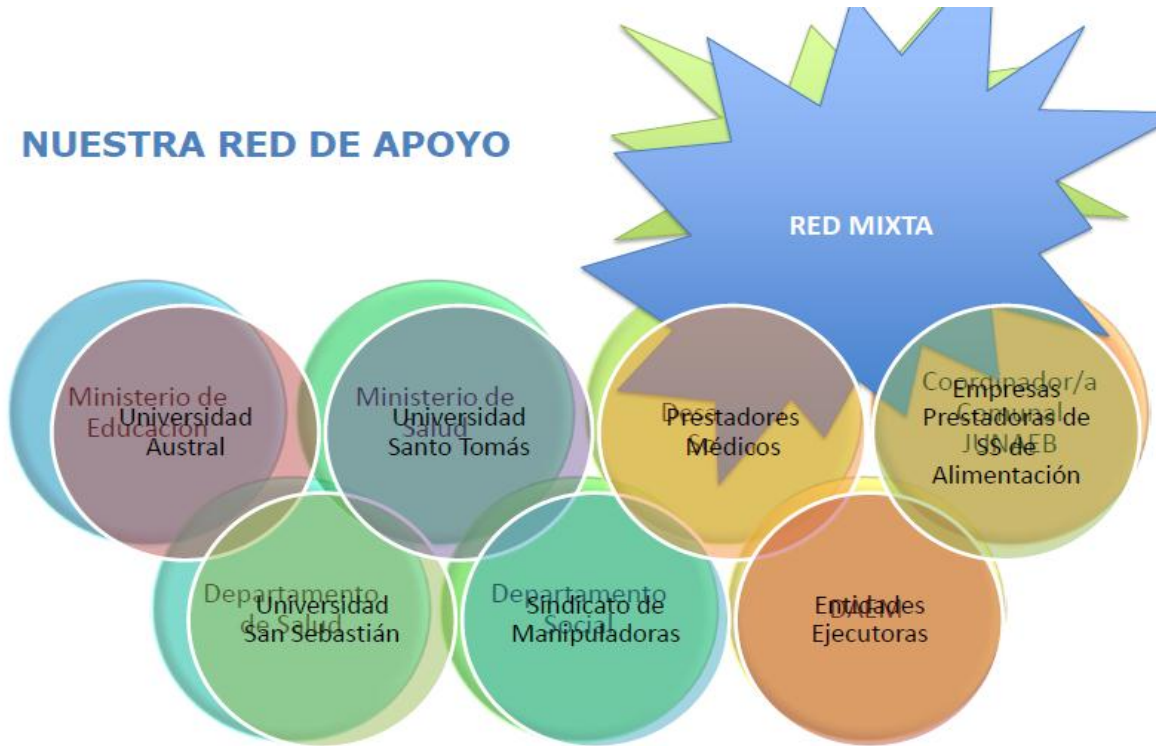 NUESTRA RED DE APOYO
RED MIXTA
Ministerio de
Educación
Universidad
Austral
Ministerio de
Salud
Universidad
Santo Tomás
Prestadores
Médicos
Coordinador/a
Comunal
JUNAEB
Empresas
Prestadoras de
SS de
Alimentación
Departamento
de Salud
Universidad
San Sebastián
Departamento
Social
Sindicato de
Manipuladoras
DAEM
Entidades
Ejecutoras